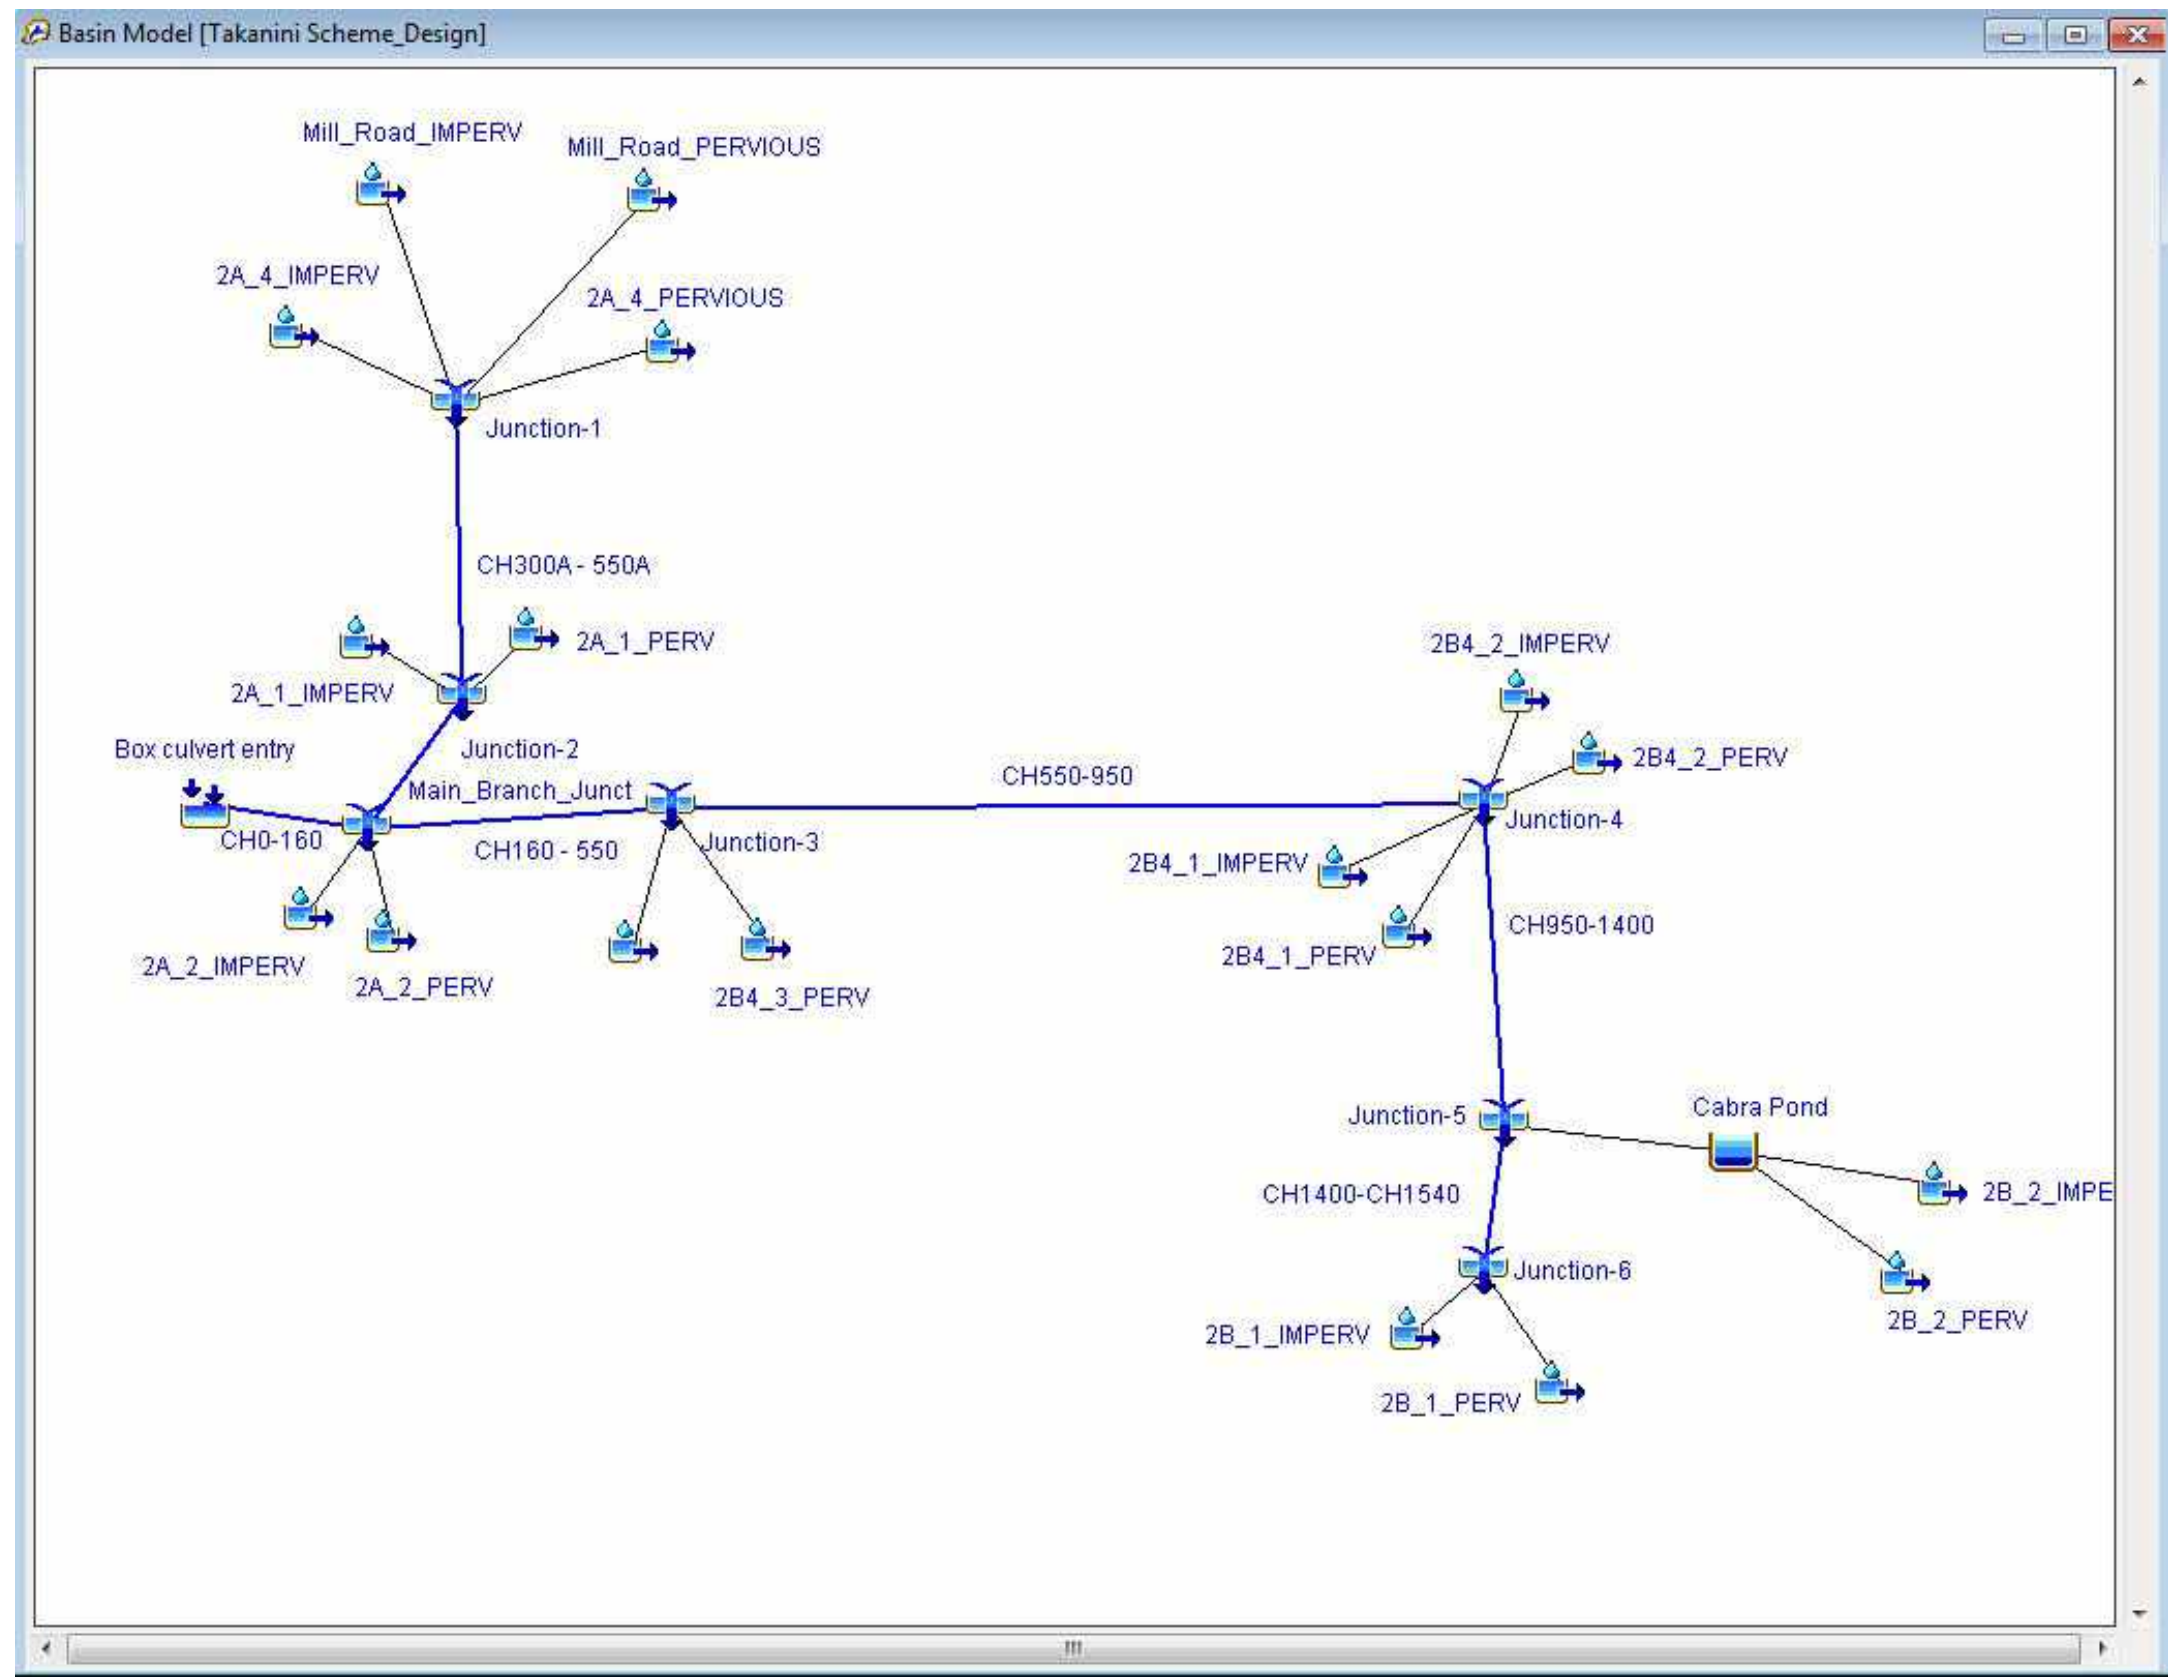 Basin Model [Takanini Scheme_Design]
Mill_Road_IMPERV
Mill_Road_PERVIOUS
2A_4_IMPERV
2A_4_PERVIOUS
Junction-1
CH300A - 550A
2A_1_PERV
2A_1_IMPERV
2B4_2_IMPERV
Box culvert entry
Junction-2
2B4_2_PERV
Main_Branch_Junct
CH550-950
CH0-160
CH160 - 550
Junction-3
Junction-4
2B4_1_IMPERV
CH950-1400
2A_2_IMPERV
2A_2_PERV
2B4_3_PERV
2B4_1_PERV
Junction-5
Cabra Pond
CH1400-CH1540
2B_2_IMPE
Junction-6
2B_2_PERV
2B_1_IMPERV
2B_1_PERV